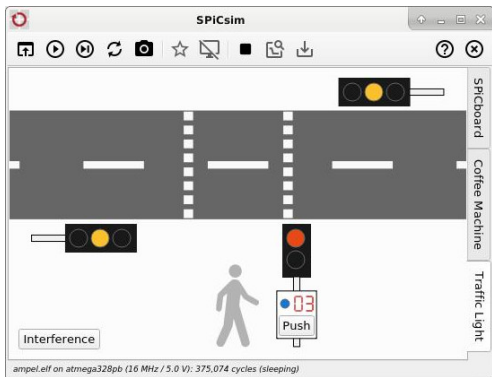 SPiCsim
SPiCboard
Coffee Machine
Traffic Light
03
Push
Interference
ampel.elf on atmega328pb (16 MHz / 5.0 V): 375,074 cycles (sleeping)